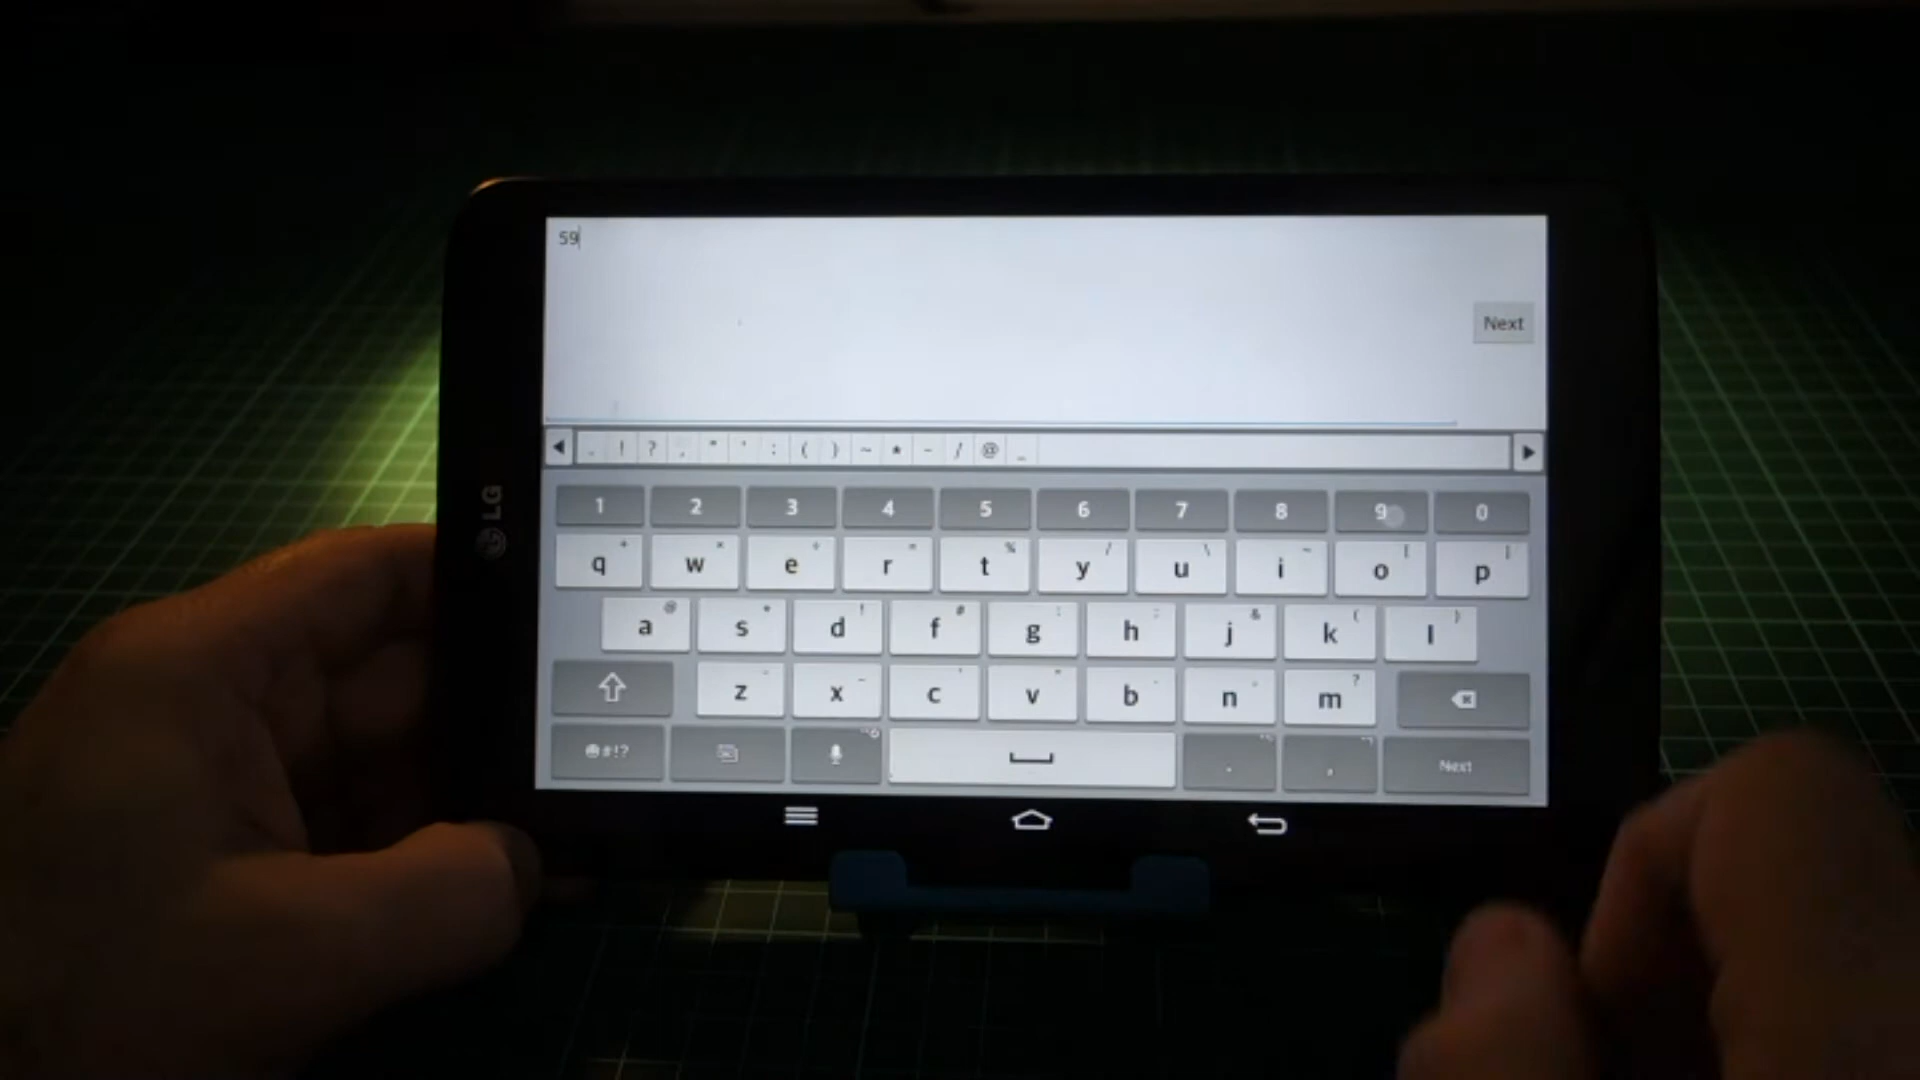 59
Next
. ! ? , " ' : ( ) ~ * - / @ _
1 2 3 4 5 6 7 8 9 0
q w e r t y u i o p
a s d f g h j k l
z x c v b n m
@#!? . , Next
LG